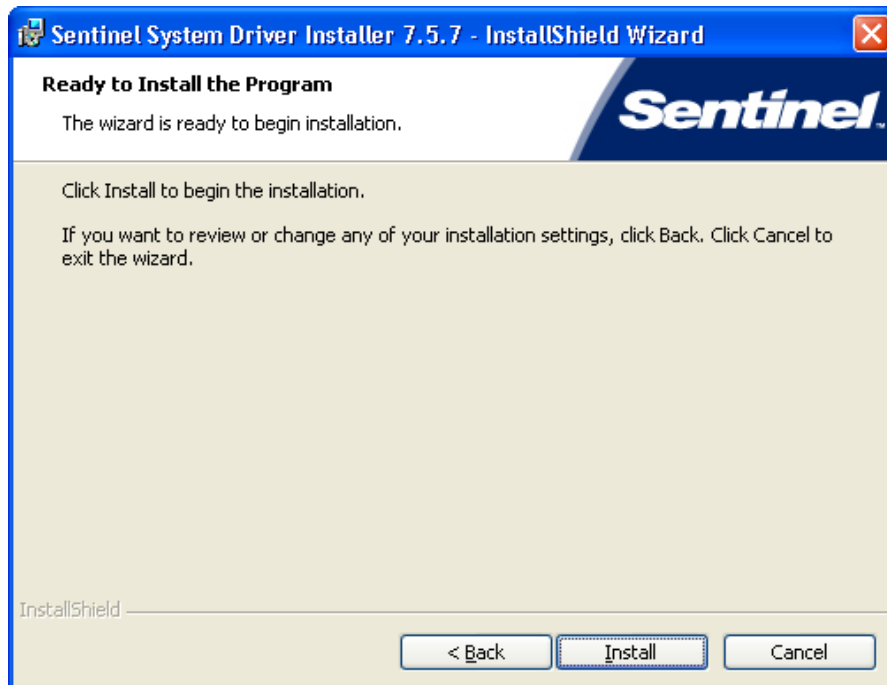 Sentinel System Driver Installer 7.5.7 - InstallShield Wizard
Ready to Install the Program
The wizard is ready to begin installation.
Sentinel™
Click Install to begin the installation.
If you want to review or change any of your installation settings, click Back. Click Cancel to
exit the wizard.
InstallShield
< Back
Install
Cancel